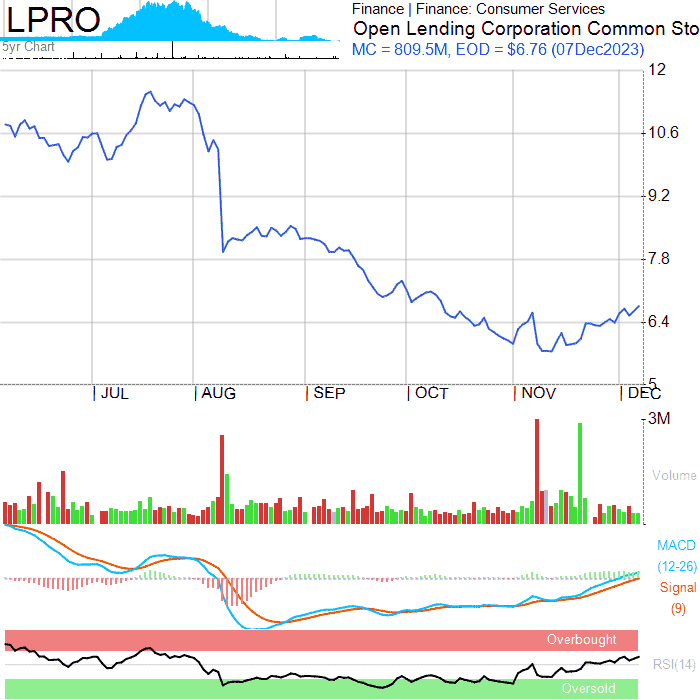 LPRO
5yr Chart
Finance | Finance: Consumer Services
Open Lending Corporation Common Sto
MC = 809.5M, EOD = $6.76 (07Dec2023)
12
10.6
9.2
7.8
6.4
5
JUL AUG SEP OCT NOV DEC
3M
Volume
MACD
(12-26)
Signal
(9)
Overbought
RSI(14)
Oversold